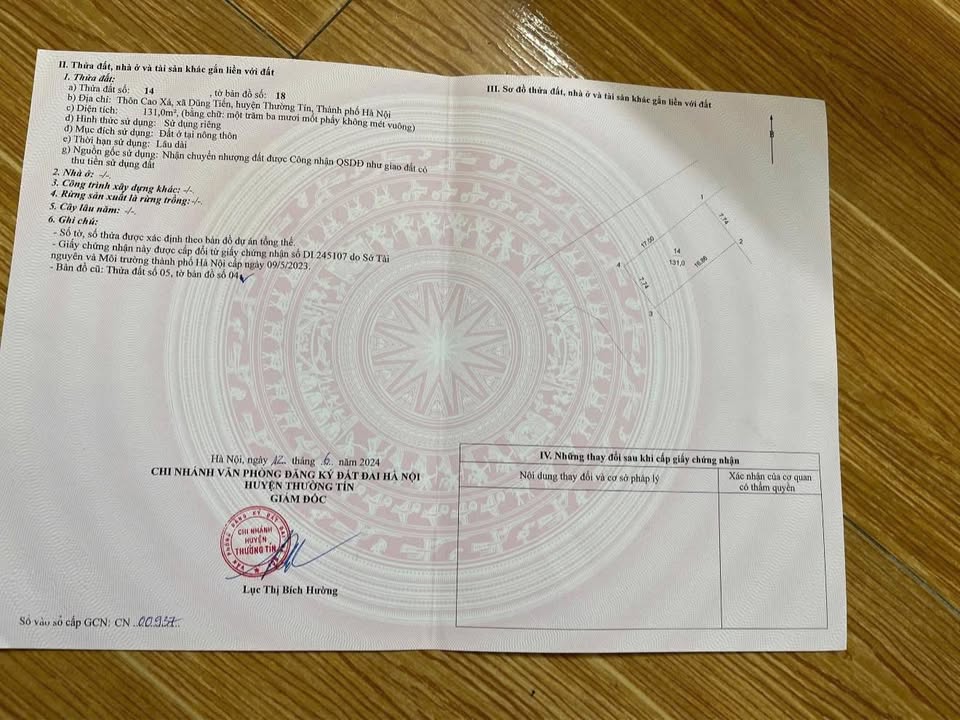 II. Thửa đất, nhà ở và tài sản khác gắn liền với đất
1. Thửa đất:
a) Thửa đất số: 14 , tờ bản đồ số: 18
b) Địa chỉ: Thôn Cao Xá, xã Dũng Tiến, huyện Thường Tín, Thành phố Hà Nội
c) Diện tích: 131,0m², (bằng chữ: một trăm ba mươi mốt phẩy không mét vuông)
d) Hình thức sử dụng: Sử dụng riêng
đ) Mục đích sử dụng: Đất ở tại nông thôn
e) Thời hạn sử dụng: Lâu dài
g) Nguồn gốc sử dụng: Nhận chuyển nhượng đất được Công nhận QSDĐ như giao đất có
thu tiền sử dụng đất
2. Nhà ở: -/-.
3. Công trình xây dựng khác: -/-.
4. Rừng sản xuất là rừng trồng: -/-.
5. Cây lâu năm: -/-.
6. Ghi chú:
- Số tờ, số thửa được xác định theo bản đồ dự án tổng thể.
- Giấy chứng nhận này được cấp đổi từ giấy chứng nhận số DI 245107 do Sở Tài
nguyên và Môi trường thành phố Hà Nội cấp ngày 09/5/2023.
- Bản đồ cũ: Thửa đất số 05, tờ bản đồ số 04
Hà Nội, ngày 12 tháng 6 năm 2024
CHI NHÁNH VĂN PHÒNG ĐĂNG KÝ ĐẤT ĐAI HÀ NỘI
HUYỆN THƯỜNG TÍN
GIÁM ĐỐC
VĂN PHÒNG ĐĂNG KÝ ĐẤT ĐAI
CHI NHÁNH
HUYỆN
THƯỜNG TÍN
Lục Thị Bích Hường
Số vào sổ cấp GCN: CN 00937
III. Sơ đồ thửa đất, nhà ở và tài sản khác gắn liền với đất
B
1
7.74
2
17.00
14
131,0
16.86
4
7.74
3
IV. Những thay đổi sau khi cấp giấy chứng nhận
Nội dung thay đổi và cơ sở pháp lý
Xác nhận của cơ quan
có thẩm quyền